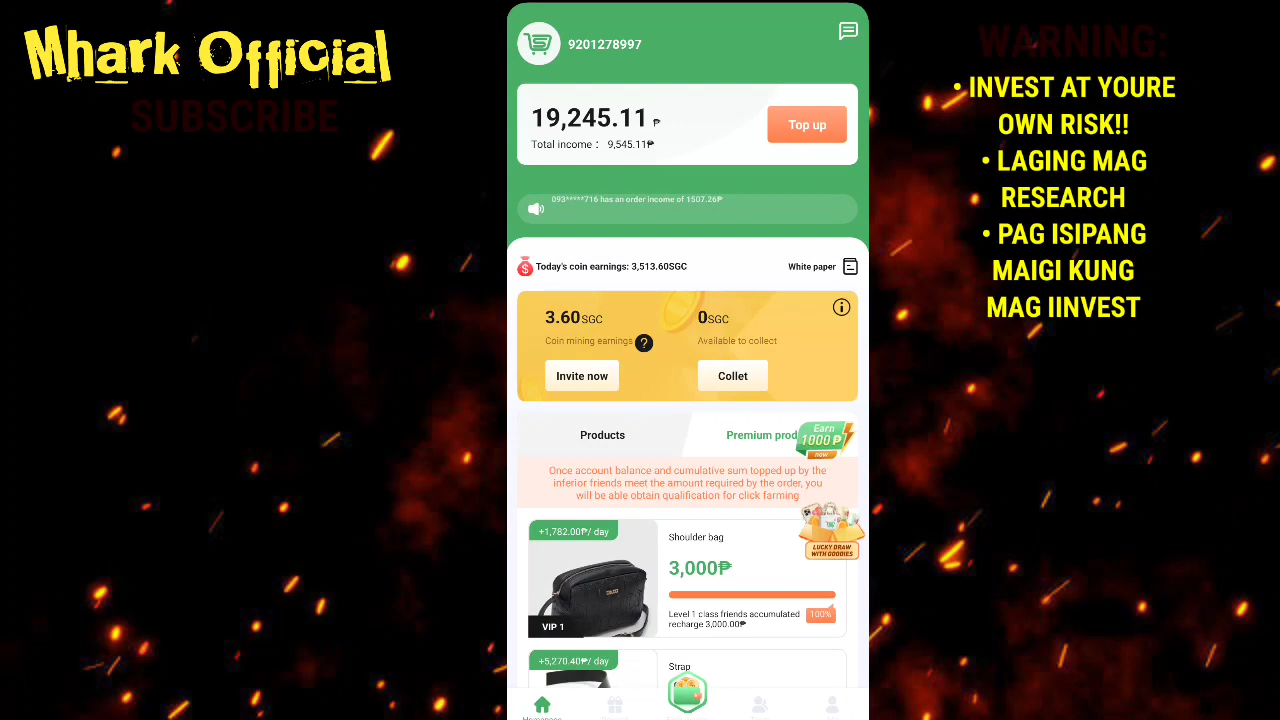 Mhark Official
SUBSCRIBE
9201278997
19,245.11 ₱
Total income： 9,545.11₱
Top up
093*****716 has an order income of 1507.26₱
Today's coin earnings: 3,513.60SGC
White paper
3.60 SGC
Coin mining earnings ?
Invite now
0SGC
Available to collect
Collet
Products
Premium prod
Earn
1000 ₱
now
Once account balance and cumulative sum topped up by the
inferior friends meet the amount required by the order, you
will be able obtain qualification for click farming
LUCKY DRAW
WITH GOODIES
+1,782.00₱/ day
VIP 1
Shoulder bag
3,000₱
Level 1 class friends accumulated
recharge 3,000.00₱
100%
+5,270.40₱/ day
Strap
WARNING:
• INVEST AT YOURE
OWN RISK!!
• LAGING MAG
RESEARCH
• PAG ISIPANG
MAIGI KUNG
MAG IINVEST